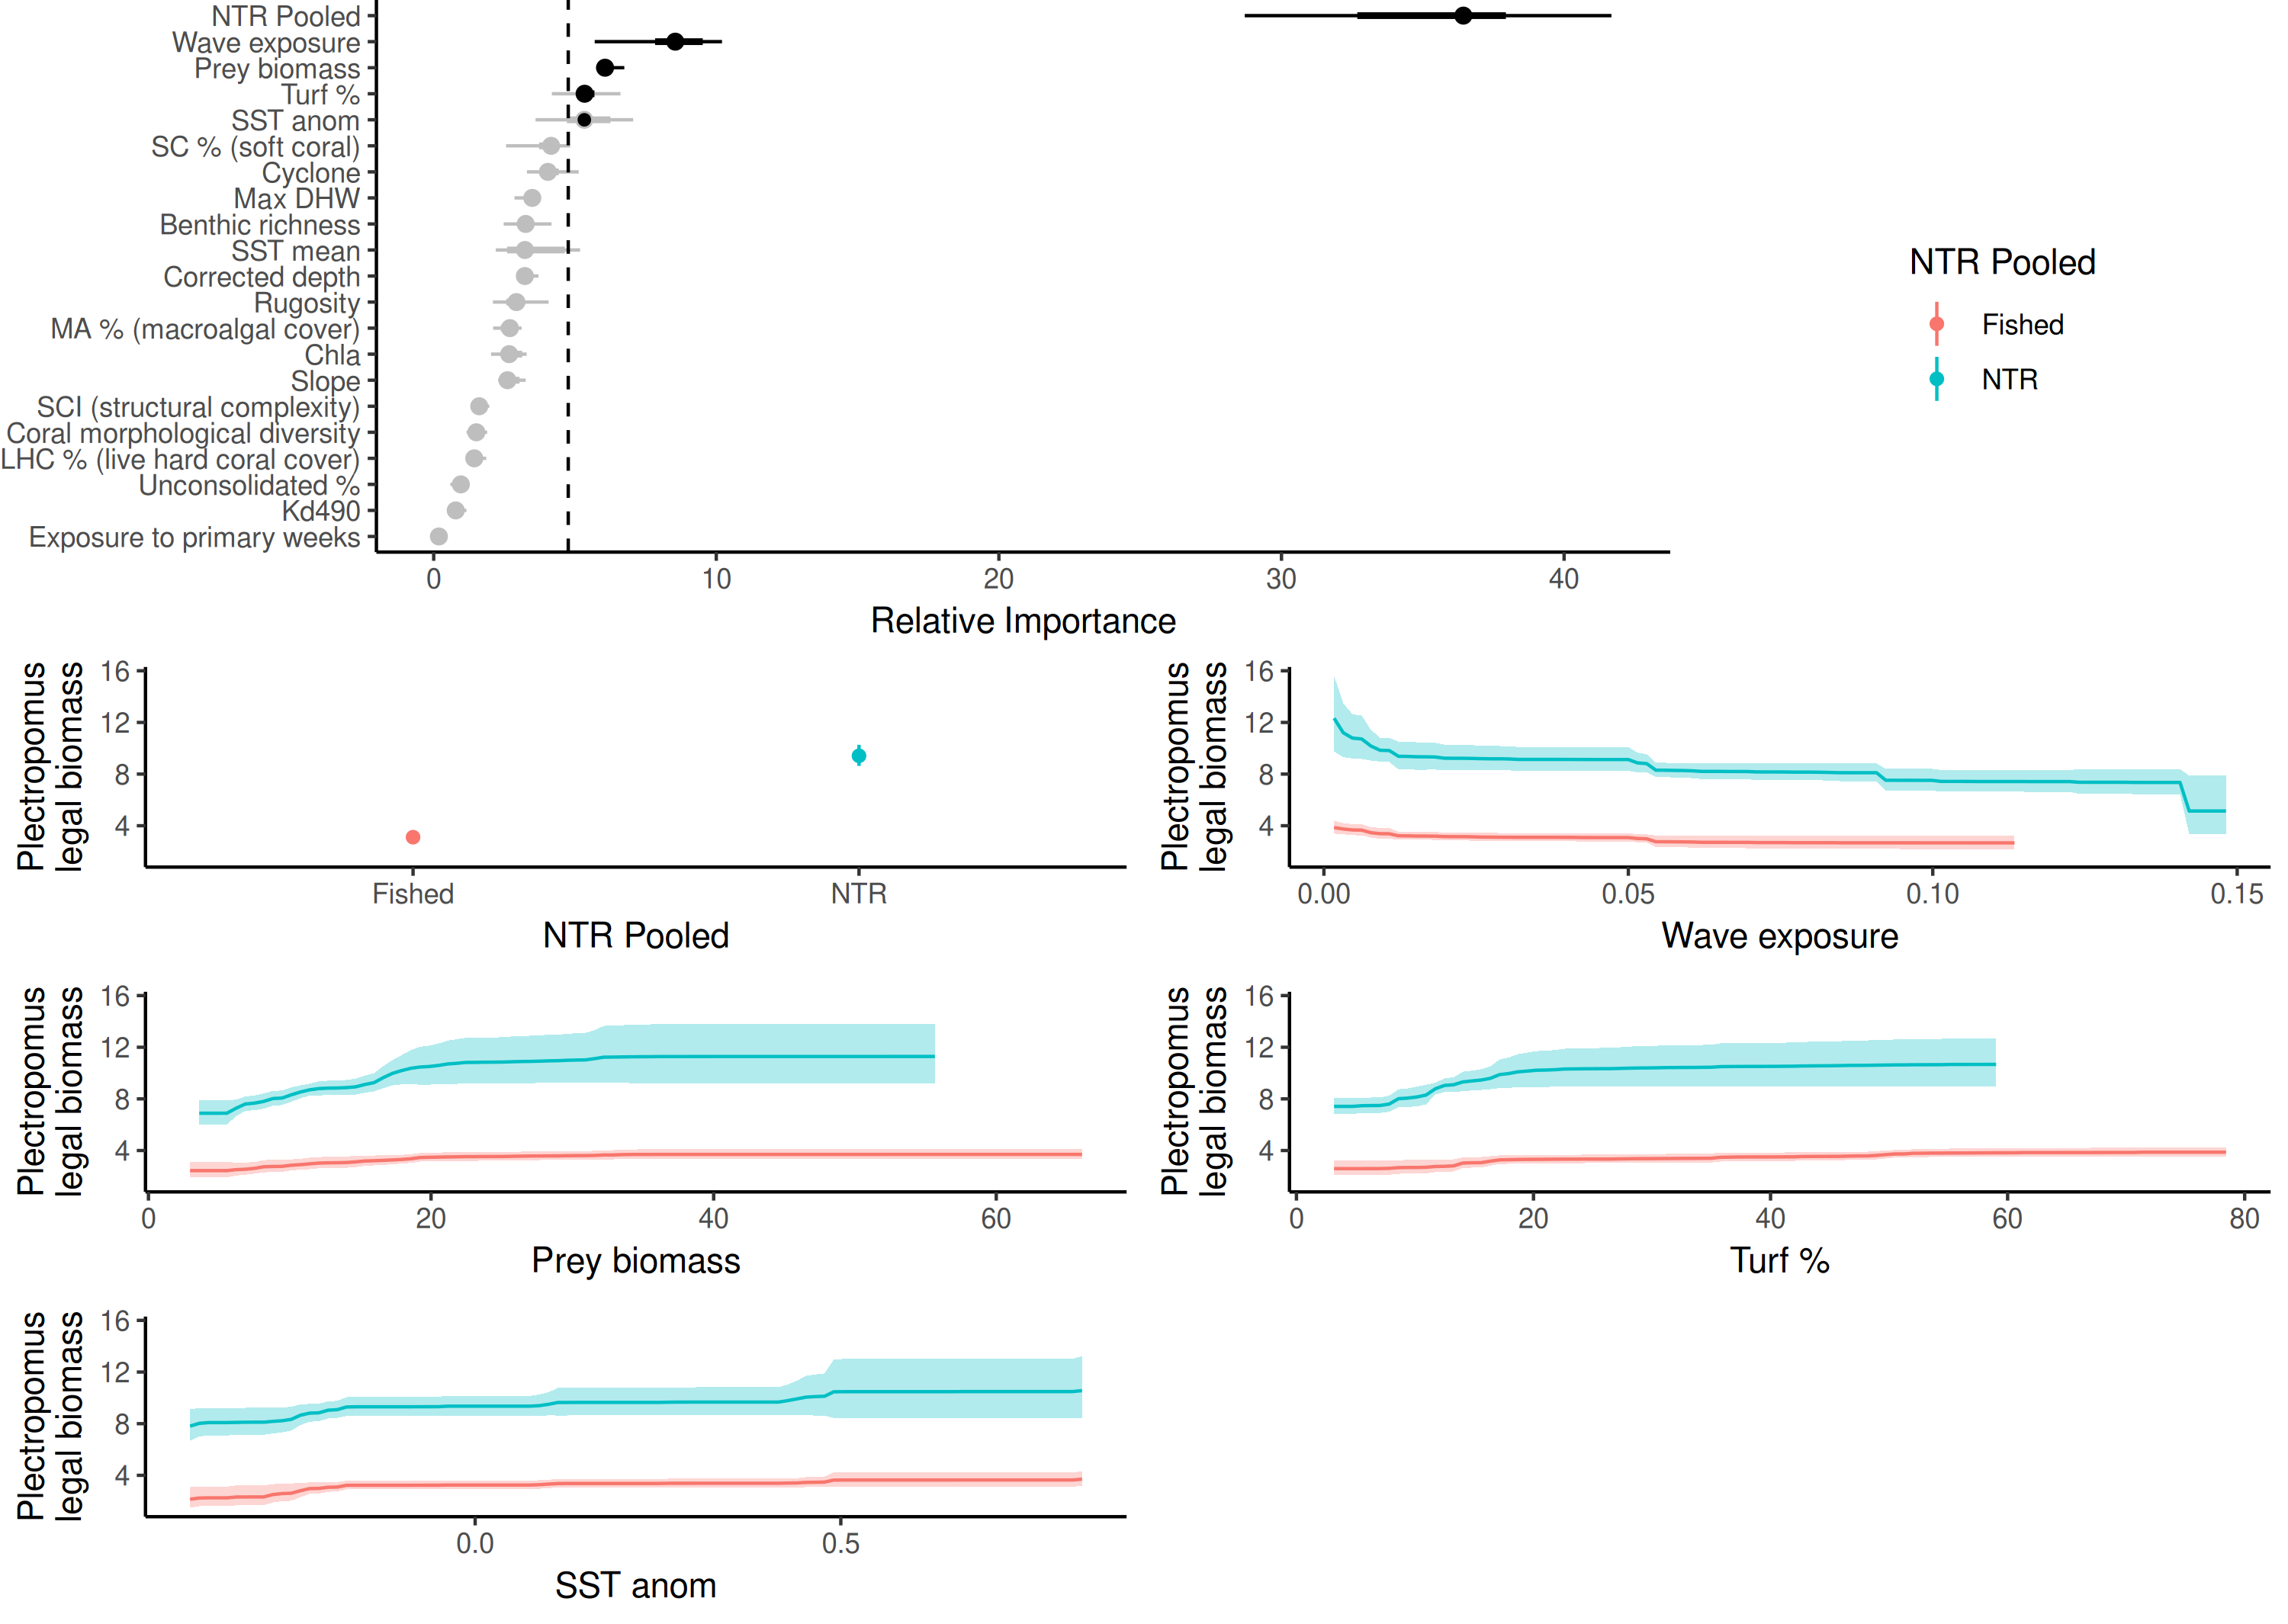 NTR Pooled
Wave exposure
Prey biomass
Turf %
SST anom
SC % (soft coral)
Cyclone
Max DHW
Benthic richness
SST mean
Corrected depth
Rugosity
MA % (macroalgal cover)
Chla
Slope
SCI (structural complexity)
Coral morphological diversity
LHC % (live hard coral cover)
Unconsolidated %
Kd490
Exposure to primary weeks
0 10 20 30 40
Relative Importance
NTR Pooled
Fished
NTR
Plectropomus
legal biomass
16
12
8
4
Fished NTR
NTR Pooled
Plectropomus
legal biomass
16
12
8
4
0.00 0.05 0.10 0.15
Wave exposure
Plectropomus
legal biomass
16
12
8
4
0 20 40 60
Prey biomass
Plectropomus
legal biomass
16
12
8
4
0 20 40 60 80
Turf %
Plectropomus
legal biomass
16
12
8
4
0.0 0.5
SST anom